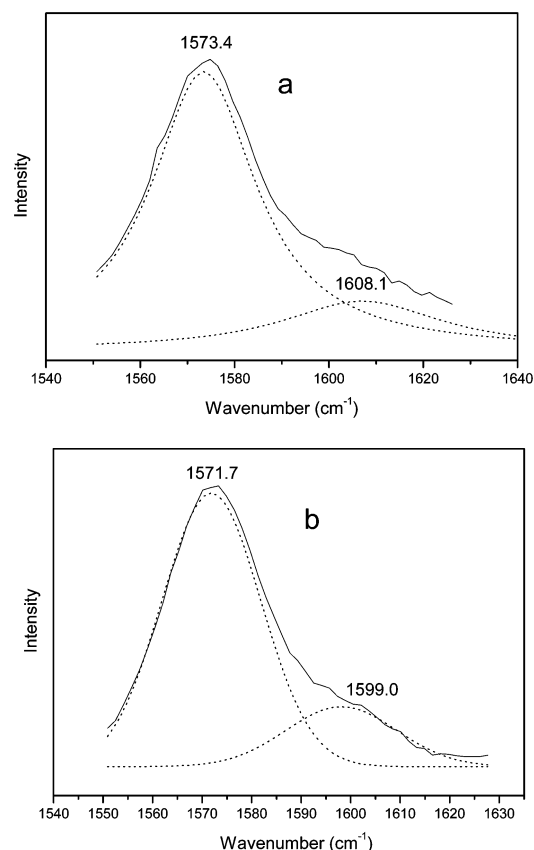 1573.4
a
Intensity
1608.1
1540 1560 1580 1600 1620 1640
Wavenumber (cm⁻¹)
1571.7
b
Intensity
1599.0
1540 1550 1560 1570 1580 1590 1600 1610 1620 1630
Wavenumber (cm⁻¹)